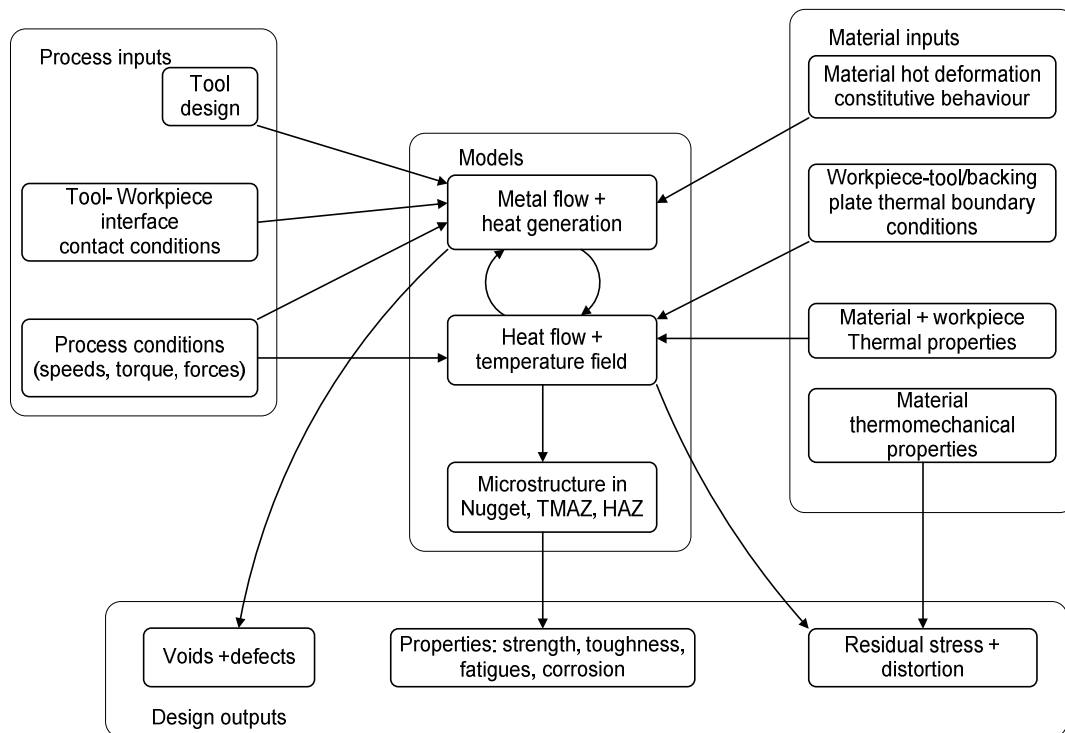 Process inputs
Tool
design
Tool- Workpiece
interface
contact conditions
Process conditions
(speeds, torque, forces)
Models
Metal flow +
heat generation
Heat flow +
temperature field
Microstructure in
Nugget, TMAZ, HAZ
Material inputs
Material hot deformation
constitutive behaviour
Workpiece-tool/backing
plate thermal boundary
conditions
Material + workpiece
Thermal properties
Material
thermomechanical
properties
Voids +defects
Properties: strength, toughness,
fatigues, corrosion
Residual stress +
distortion
Design outputs